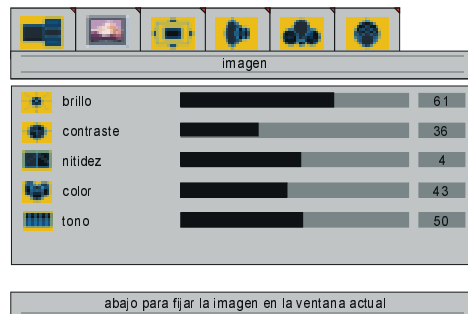 imagen
brillo 61
contraste 36
nitidez 4
color 43
tono 50
abajo para fijar la imagen en la ventana actual